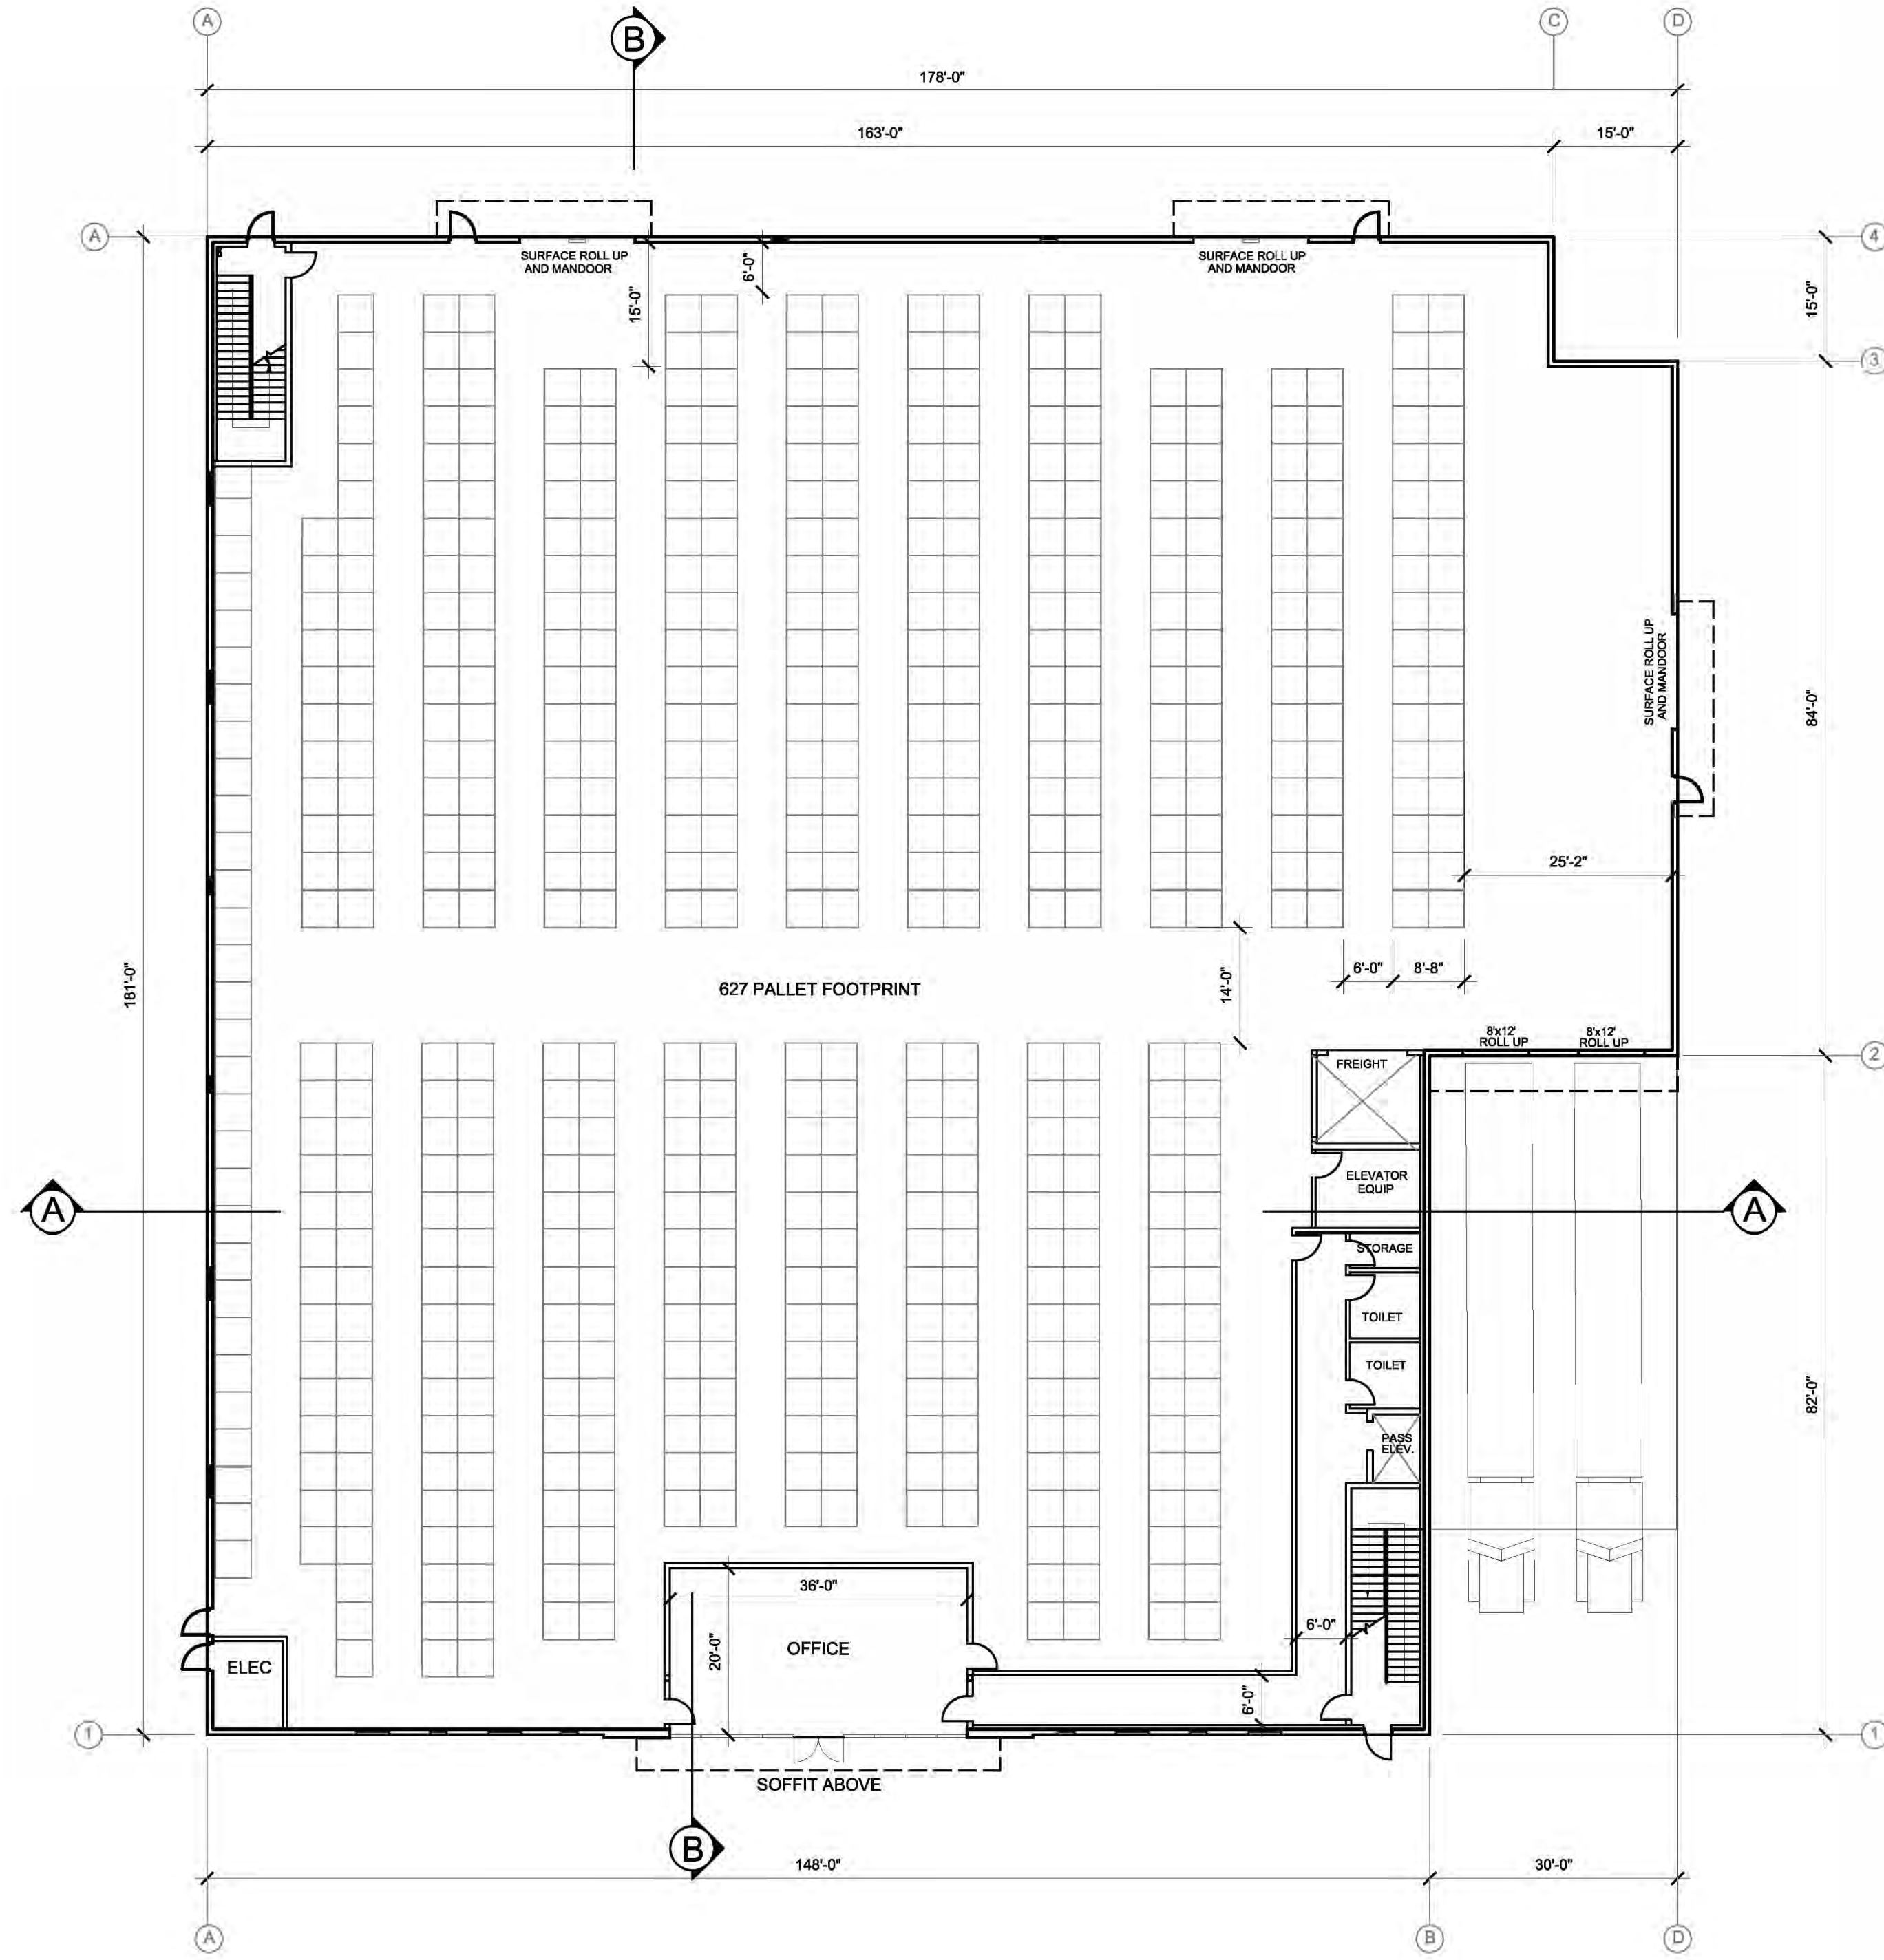 A
B
C
D
178'-0"
163'-0"
15'-0"
A
4
SURFACE ROLL UP
AND MANDOOR
SURFACE ROLL UP
AND MANDOOR
6'-0"
15'-0"
15'-0"
3
SURFACE ROLL UP
AND MANDOOR
84'-0"
25'-2"
181'-0"
627 PALLET FOOTPRINT
14'-0"
6'-0"
8'-8"
8'x12'
ROLL UP
8'x12'
ROLL UP
2
FREIGHT
ELEVATOR
EQUIP
A
A
STORAGE
TOILET
TOILET
82'-0"
PASS
ELEV.
36'-0"
20'-0"
OFFICE
6'-0"
ELEC
6'-0"
1
1
SOFFIT ABOVE
B
148'-0"
30'-0"
A
B
D